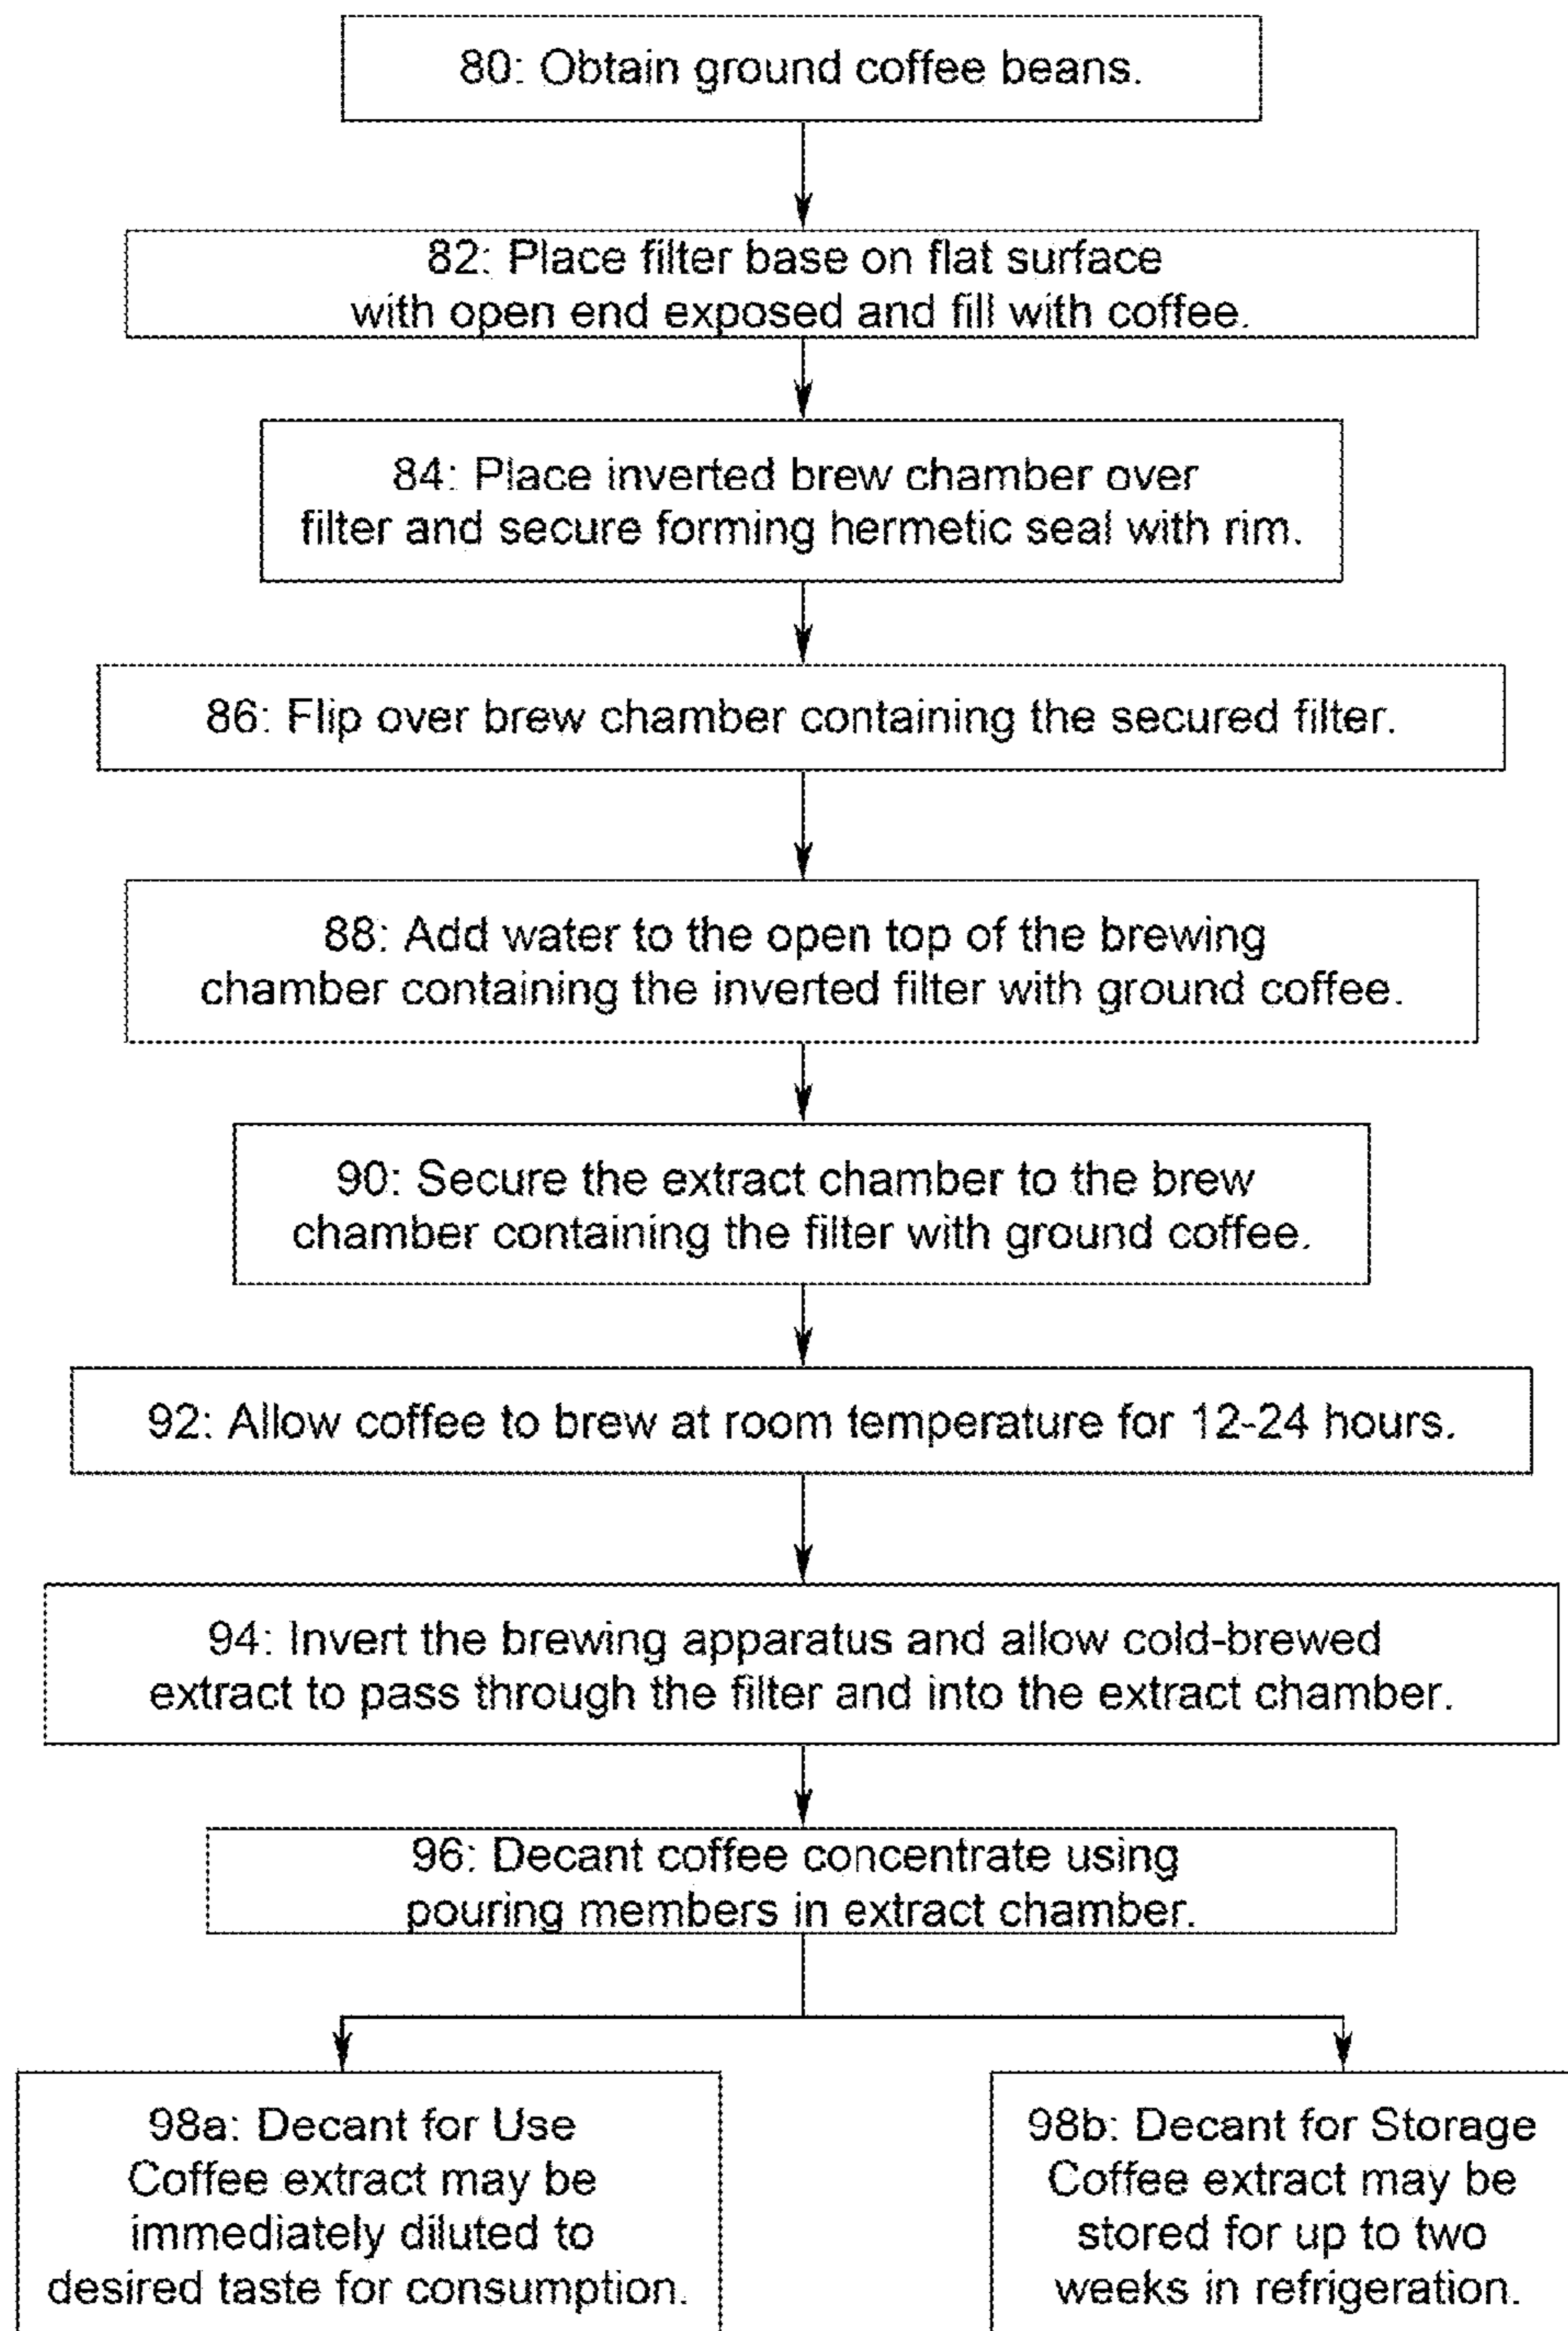 80: Obtain ground coffee beans.
82: Place filter base on flat surface
with open end exposed and fill with coffee.
84: Place inverted brew chamber over
filter and secure forming hermetic seal with rim.
86: Flip over brew chamber containing the secured filter.
88: Add water to the open top of the brewing
chamber containing the inverted filter with ground coffee.
90: Secure the extract chamber to the brew
chamber containing the filter with ground coffee.
92: Allow coffee to brew at room temperature for 12-24 hours.
94: Invert the brewing apparatus and allow cold-brewed
extract to pass through the filter and into the extract chamber.
96: Decant coffee concentrate using
pouring members in extract chamber.
98a: Decant for Use
Coffee extract may be
immediately diluted to
desired taste for consumption.
98b: Decant for Storage
Coffee extract may be
stored for up to two
weeks in refrigeration.